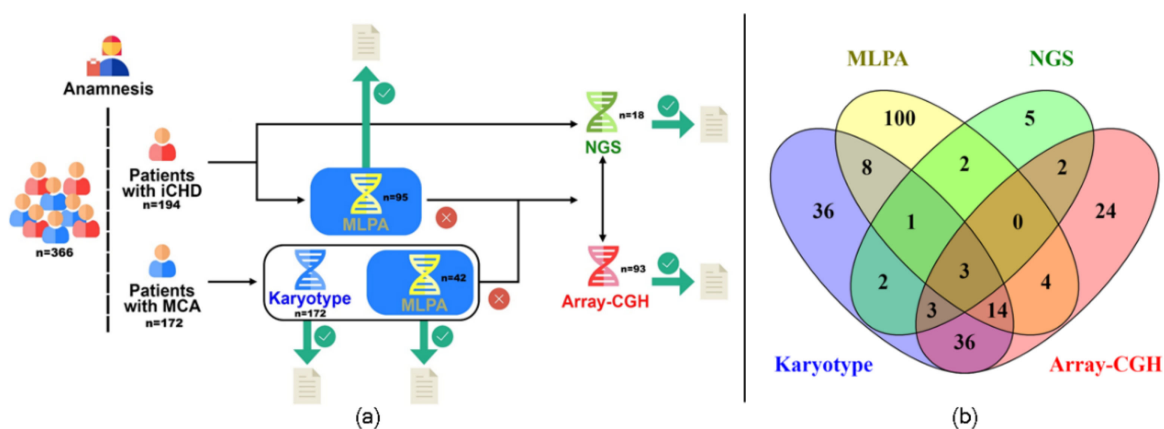 Anamnesis
n=366
Patients
with iCHD
n=194
Patients
with MCA
n=172
n=95
MLPA
Karyotype
n=172
n=42
MLPA
n=18
NGS
n=93
Array-CGH
(a)
MLPA
NGS
100
5
8
2
2
36
24
1
0
2
3
4
3
14
36
Karyotype
Array-CGH
(b)